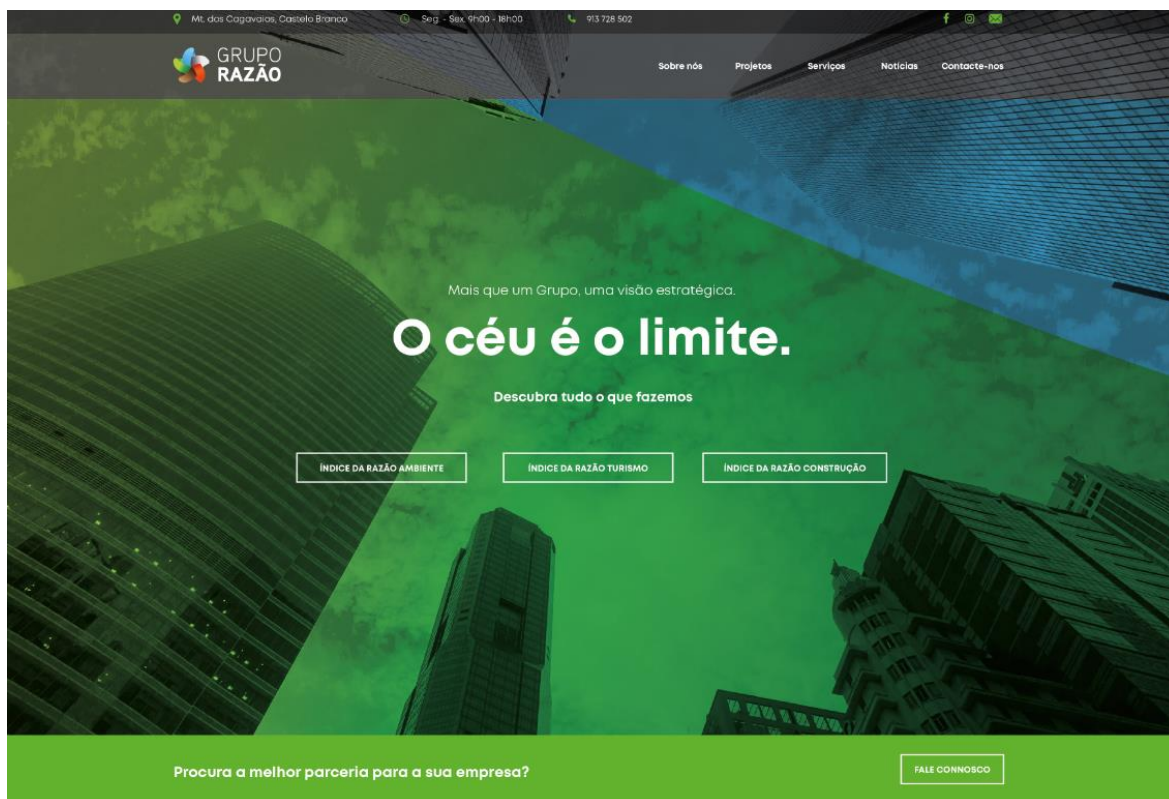 Mt. dos Cagavaios, Castelo Branco
Seg. - Sex. 9h00 - 18h00
913 728 502
GRUPO
RAZÃO
Sobre nós
Projetos
Serviços
Notícias
Contacte-nos
Mais que um Grupo, uma visão estratégica.
O céu é o limite.
Descubra tudo o que fazemos
ÍNDICE DA RAZÃO AMBIENTE
ÍNDICE DA RAZÃO TURISMO
ÍNDICE DA RAZÃO CONSTRUÇÃO
Procura a melhor parceria para a sua empresa?
FALE CONNOSCO